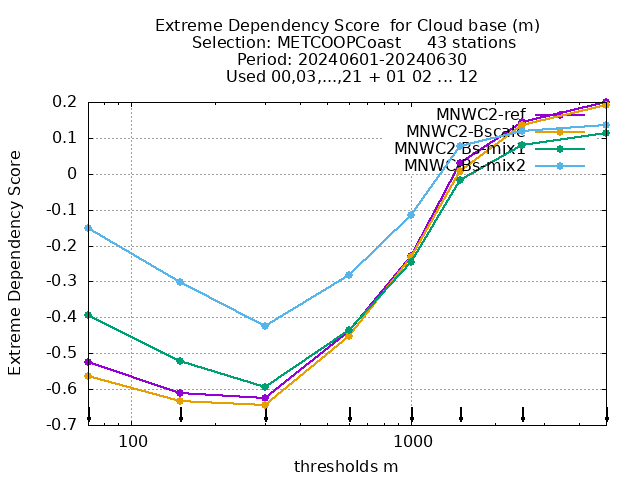 Extreme Dependency Score  for Cloud base (m)
Selection: METCOOPCoast     43 stations
Period: 20240601-20240630
Used 00,03,...,21 + 01 02 ... 12
MNWC2-ref
MNWC2-Bscale
MNWC2-Bs-mix1
MNWC-Bs-mix2
0.2
0.1
0
-0.1
-0.2
-0.3
-0.4
-0.5
-0.6
-0.7
Extreme Dependency Score
100
1000
thresholds m